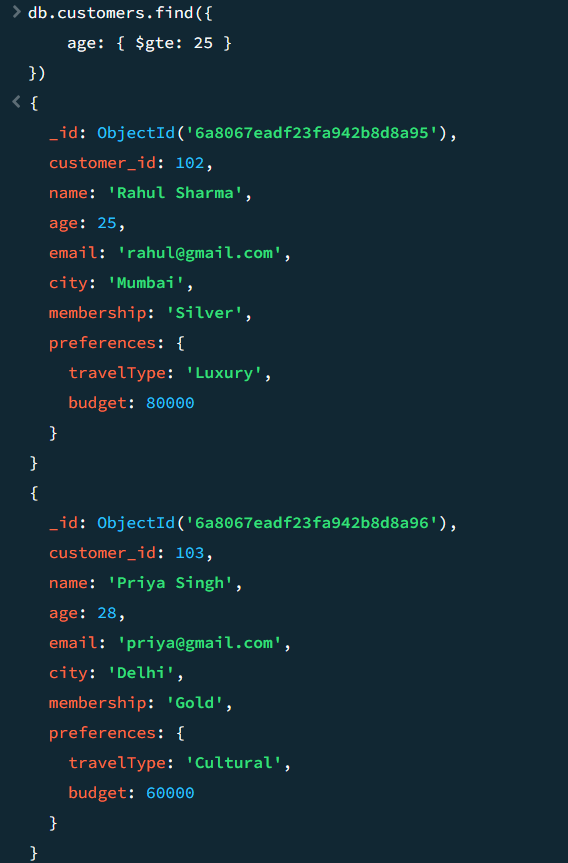 > db.customers.find({
age: { $gte: 25 }
})
< {
_id: ObjectId('6a8067eadf23fa942b8d8a95'),
customer_id: 102,
name: 'Rahul Sharma',
age: 25,
email: 'rahul@gmail.com',
city: 'Mumbai',
membership: 'Silver',
preferences: {
travelType: 'Luxury',
budget: 80000
}
}
{
_id: ObjectId('6a8067eadf23fa942b8d8a96'),
customer_id: 103,
name: 'Priya Singh',
age: 28,
email: 'priya@gmail.com',
city: 'Delhi',
membership: 'Gold',
preferences: {
travelType: 'Cultural',
budget: 60000
}
}